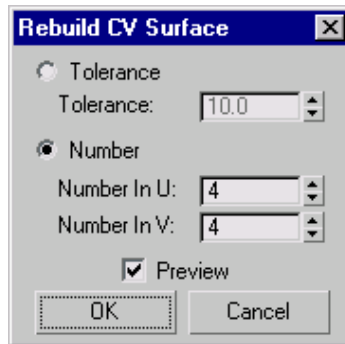 Rebuild CV Surface
Tolerance
Tolerance: 10.0
Number
Number In U: 4
Number In V: 4
Preview
OK Cancel